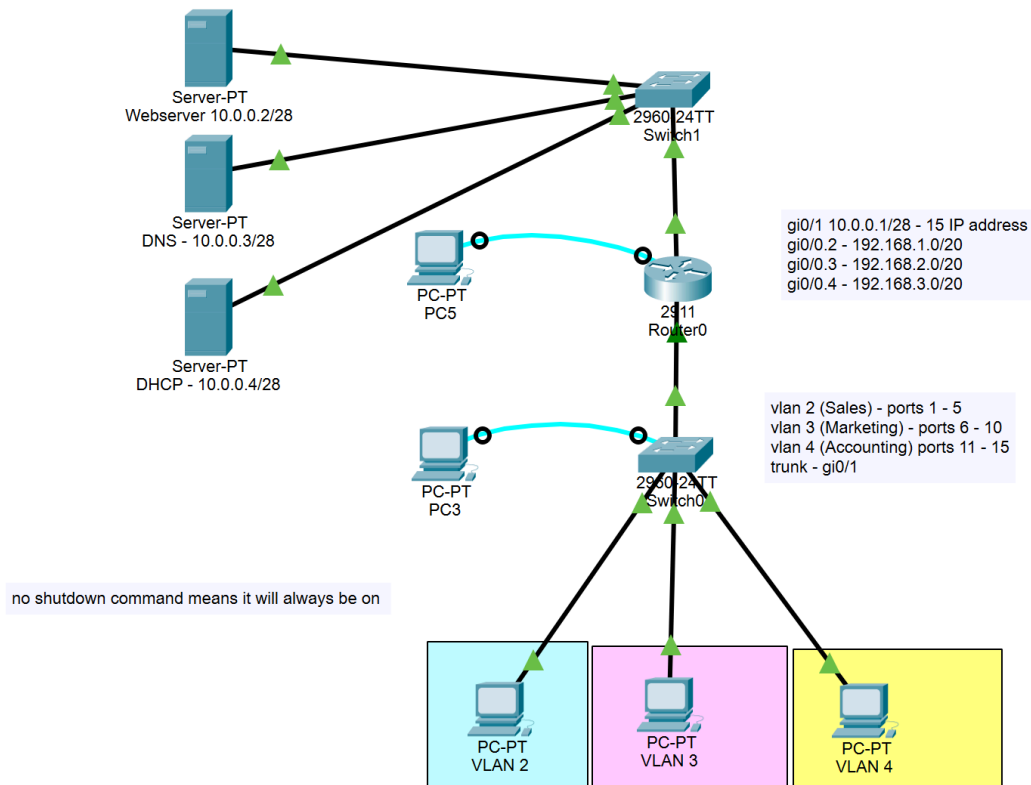 Server-PT
Webserver 10.0.0.2/28
2960-24TT
Switch1
Server-PT
DNS - 10.0.0.3/28
gi0/1 10.0.0.1/28 - 15 IP address
gi0/0.2 - 192.168.1.0/20
gi0/0.3 - 192.168.2.0/20
gi0/0.4 - 192.168.3.0/20
PC-PT
PC5
2911
Router0
Server-PT
DHCP - 10.0.0.4/28
vlan 2 (Sales) - ports 1 - 5
vlan 3 (Marketing) - ports 6 - 10
vlan 4 (Accounting) ports 11 - 15
trunk - gi0/1
PC-PT
PC3
2960-24TT
Switch0
no shutdown command means it will always be on
PC-PT
VLAN 2
PC-PT
VLAN 3
PC-PT
VLAN 4